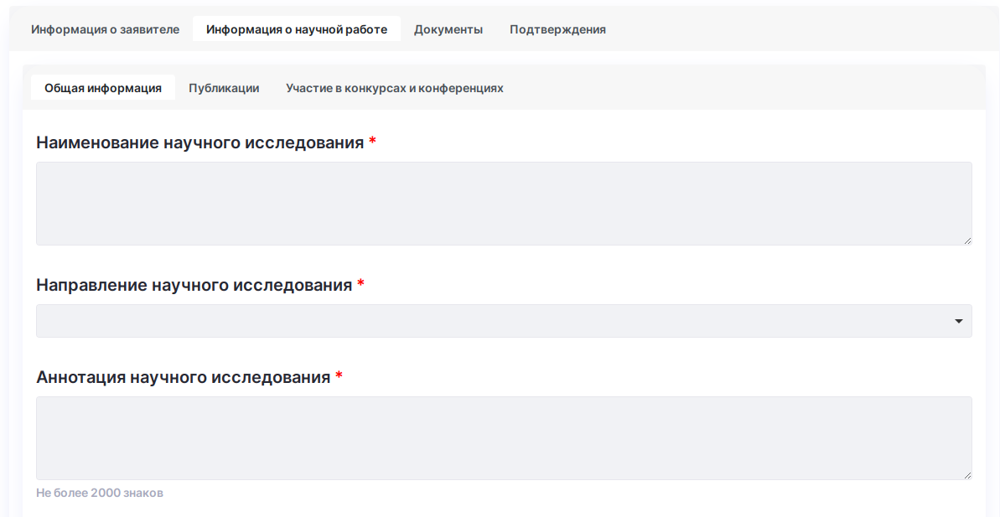 Информация о заявителе Информация о научной работе Документы Подтверждения
Общая информация Публикации Участие в конкурсах и конференциях
Наименование научного исследования *
Направление научного исследования *
Аннотация научного исследования *
Не более 2000 знаков